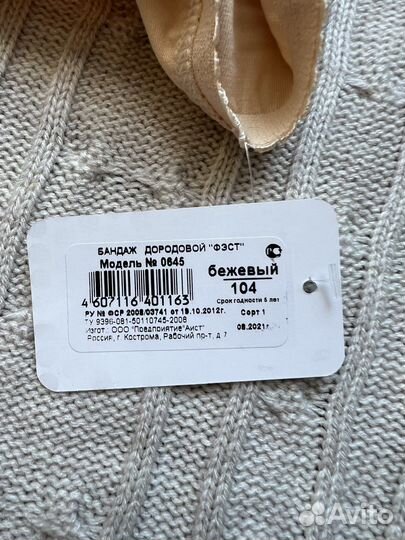 БАНДАЖ ДОРОДОВОЙ "ФЭСТ"
Модель № 0645
бежевый
104
4 607116 401163
Срок годности 5 лет
РУ № ФСР 2008/03741 от 19.10.2012г.
Сорт 1
ТУ 9396-081-50110745-2008
Изгот.: ООО "Предприятие"Аист"
08.2021г.
Россия, г. Кострома, Рабочий пр-т, д.7
Avito